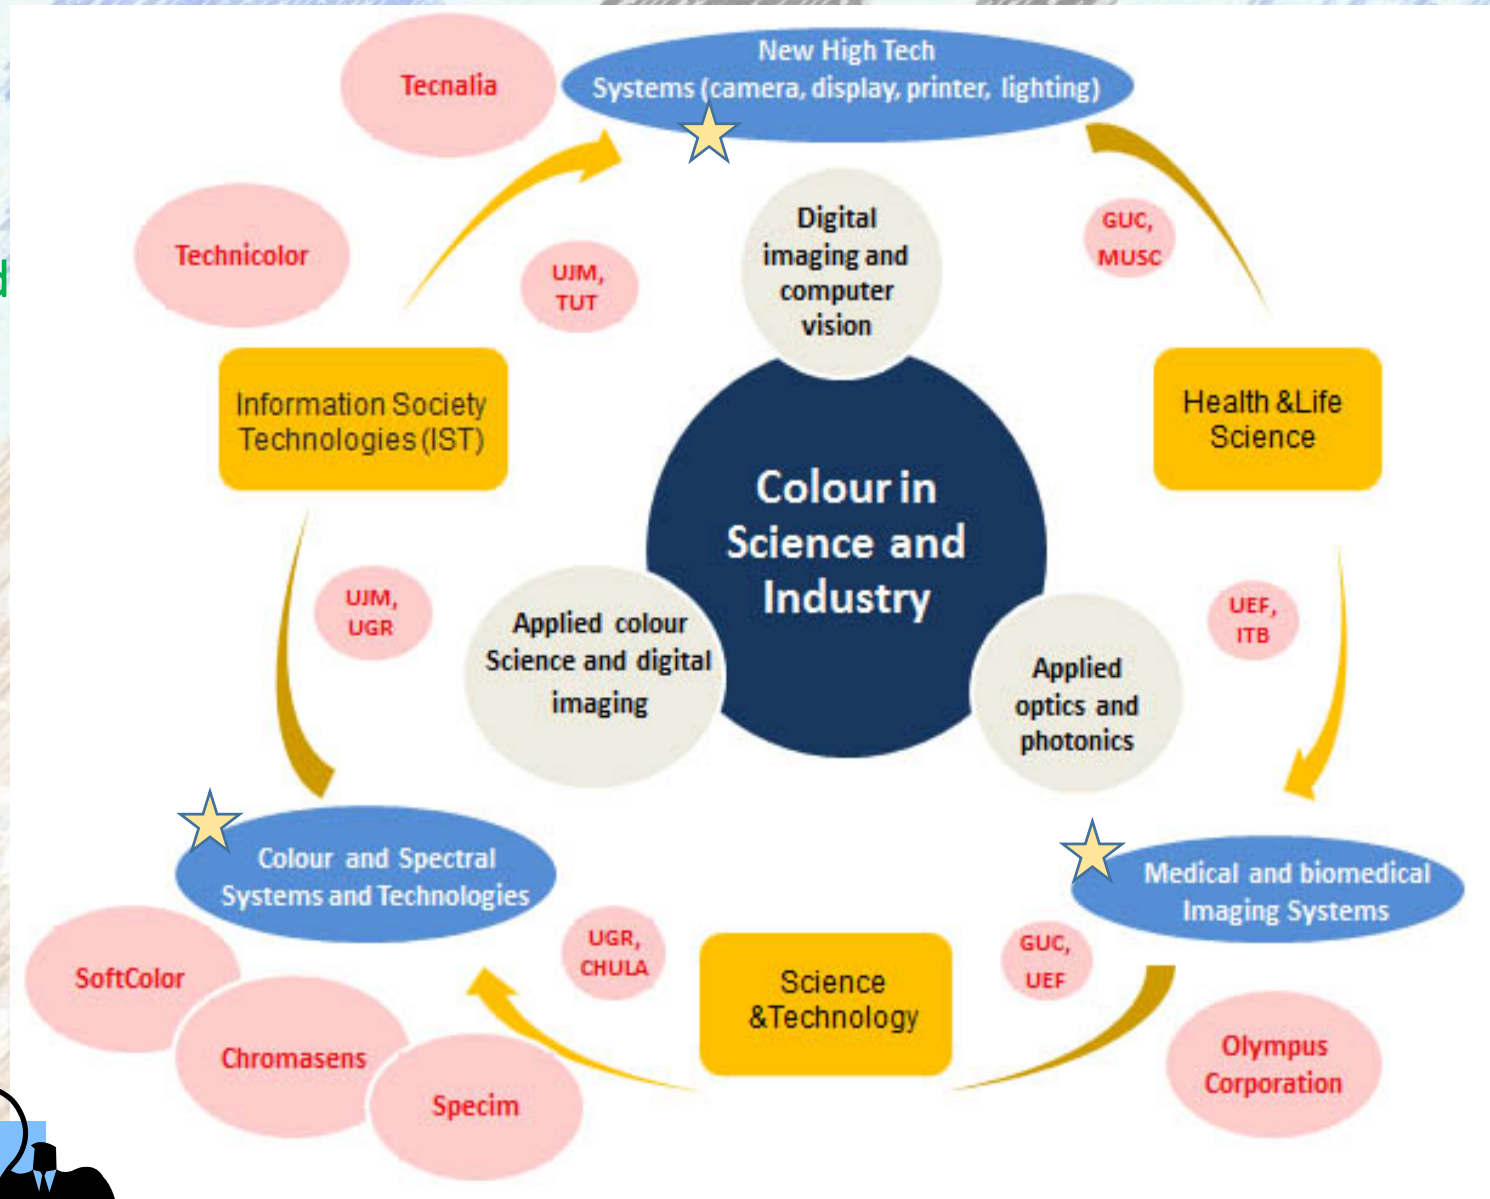 Tecnalia
New High Tech
Systems (camera, display, printer, lighting)
Technicolor
UJM,
TUT
Digital
imaging and
computer
vision
GUC,
MUSC
d
Information Society
Technologies (IST)
Health &Life
Science
Colour in
Science and
Industry
UJM,
UGR
Applied colour
Science and digital
imaging
Applied
optics and
photonics
UEF,
ITB
Colour and Spectral
Systems and Technologies
Medical and biomedical
Imaging Systems
UGR,
CHULA
Science
&Technology
GUC,
UEF
SoftColor
Chromasens
Specim
Olympus
Corporation